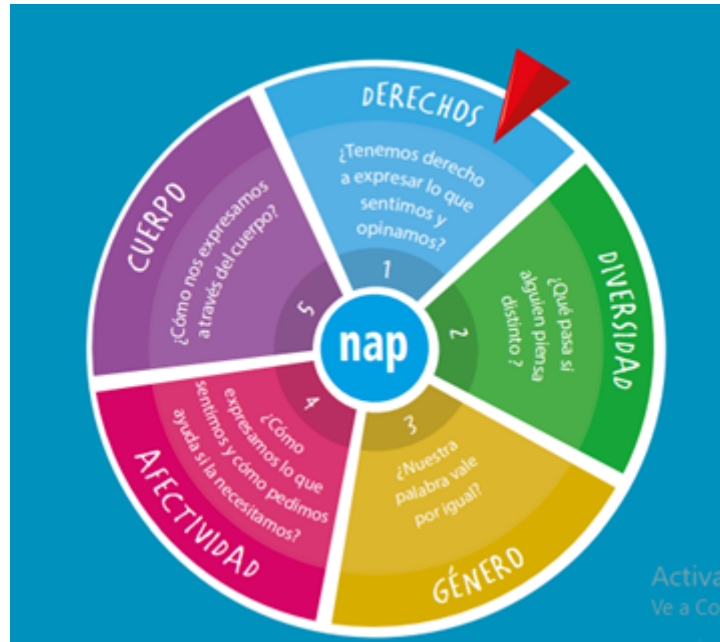 DERECHOS
¿Tenemos derecho
a expresar lo que
sentimos y
opinamos?
1
DIVERSIDAD
¿Qué pasa si
alguien piensa
distinto ?
2
GÉNERO
¿Nuestra
palabra vale
por igual?
3
AFECTIVIDAD
¿Cómo
expresamos lo que
sentimos y cómo pedimos
ayuda si la necesitamos?
4
CUERPO
¿Cómo nos expresamos
a través del cuerpo?
5
nap
Activa
Ve a Co